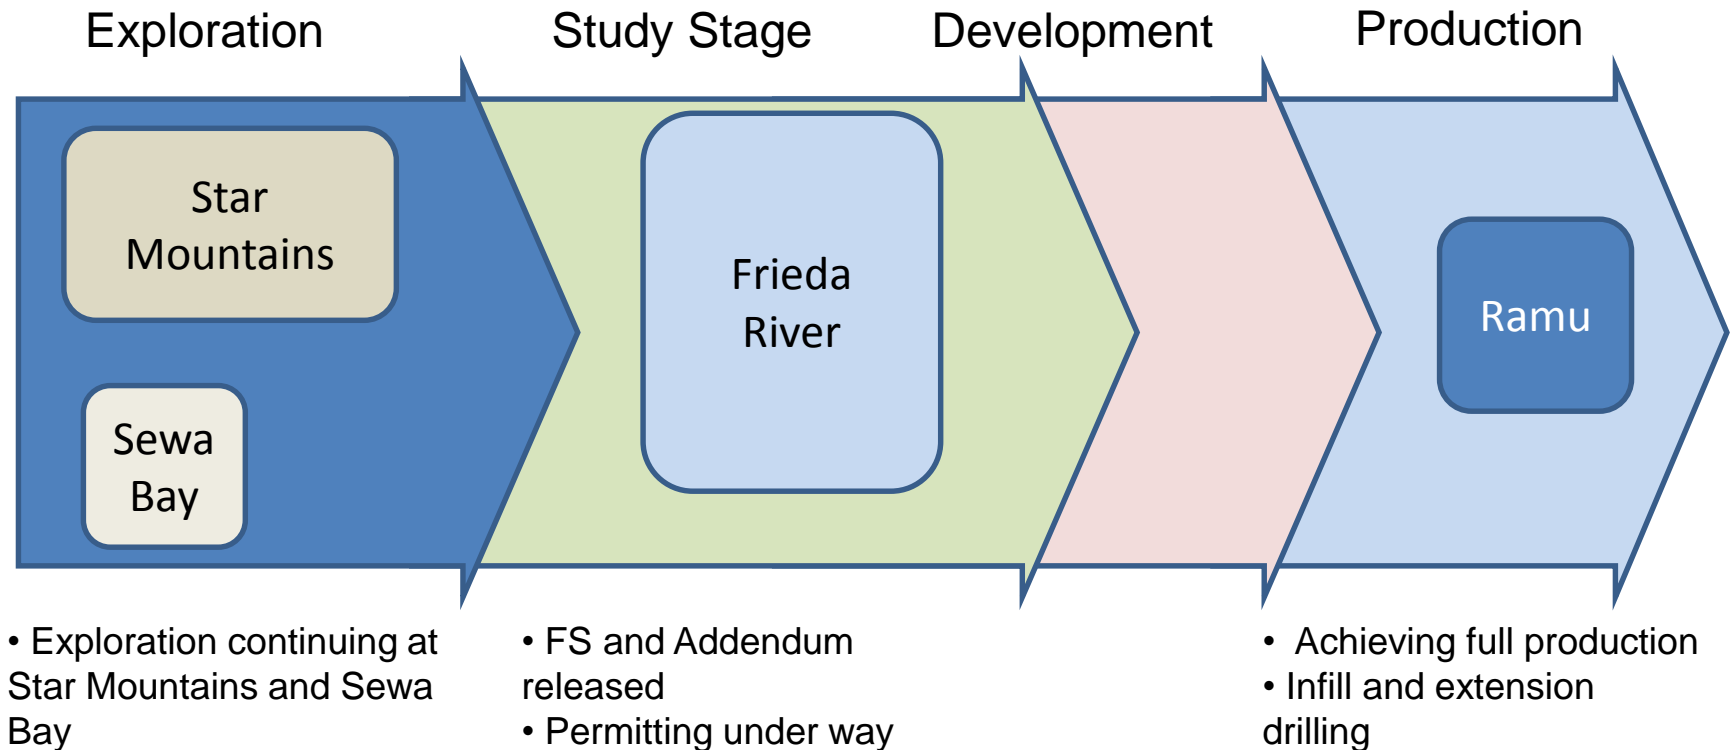 Exploration
Study Stage
Development
Production
Star
Mountains
Sewa
Bay
Frieda
River
Ramu
• Exploration continuing at
Star Mountains and Sewa
Bay
• FS and Addendum
released
• Permitting under way
• Achieving full production
• Infill and extension
drilling